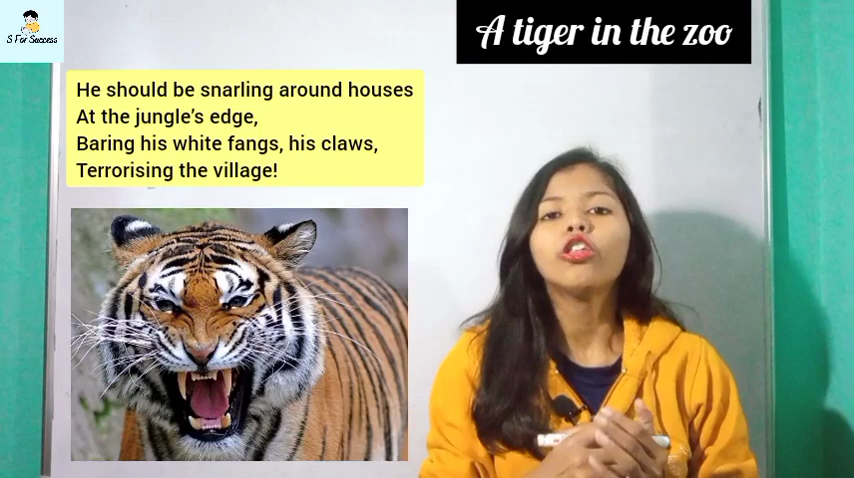 S For Success
A tiger in the zoo
He should be snarling around houses
At the jungle's edge,
Baring his white fangs, his claws,
Terrorising the village!